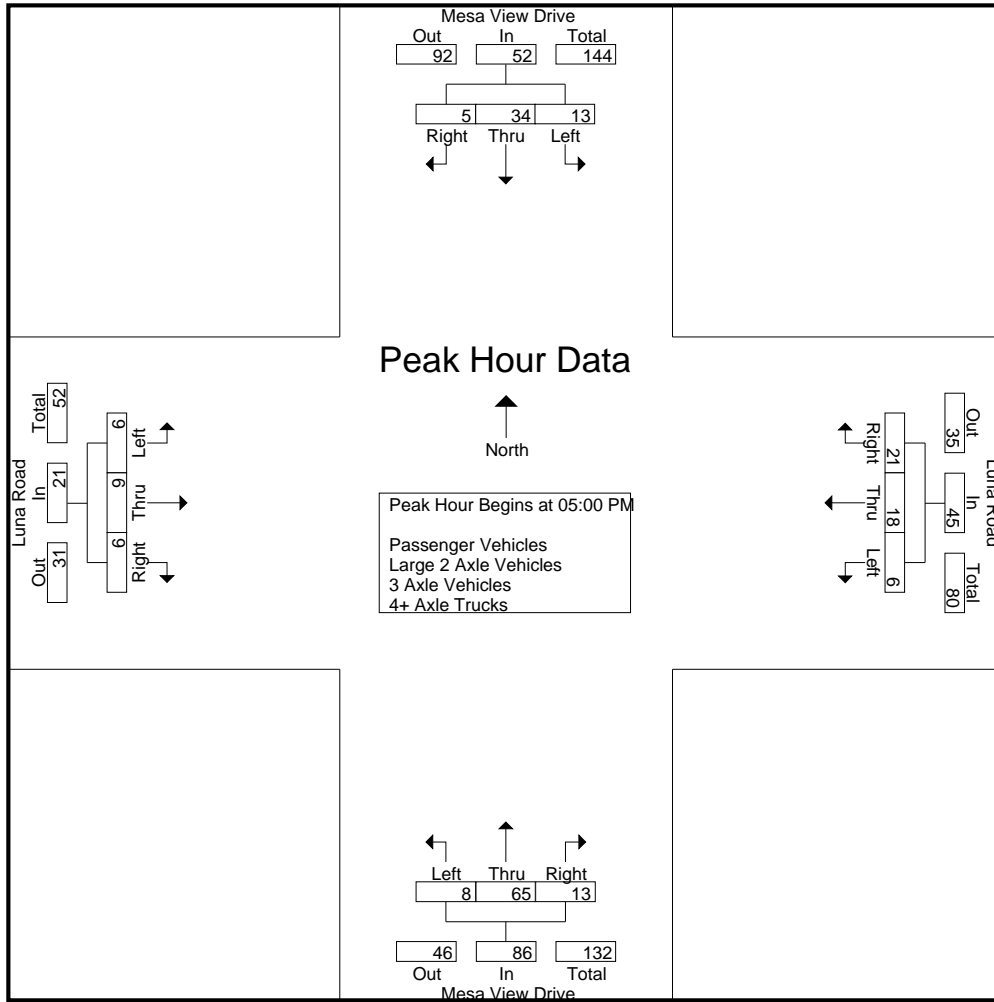 Mesa View Drive
Out In Total
92 52 144
5 34 13
Right Thru Left
Peak Hour Data
North
Peak Hour Begins at 05:00 PM
Passenger Vehicles
Large 2 Axle Vehicles
3 Axle Vehicles
4+ Axle Trucks
Luna Road
Total In Out
52 21 31
6 9 6
Left Thru Right
Right Thru Left
21 18 6
Out In Total
35 45 80
Luna Road
Left Thru Right
8 65 13
46 86 132
Out In Total
Mesa View Drive